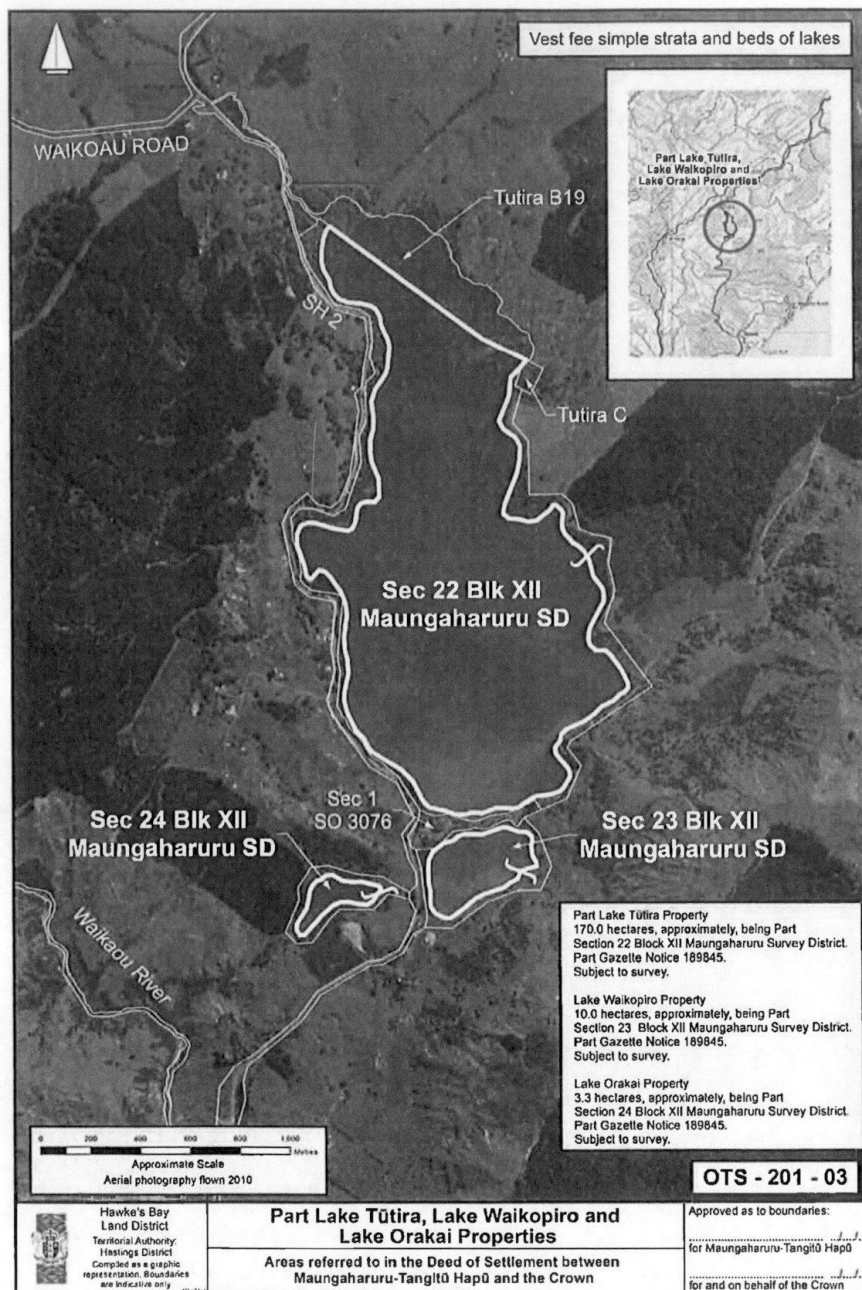 Vest fee simple strata and beds of lakes
WAIKOAU ROAD
Part Lake Tūtira,
Lake Waikopiro and
Lake Orakai Properties
Tutira B19
SH 2
Tutira C
Sec 22 Blk XII
Maungaharuru SD
Sec 1
SO 3076
Sec 24 Blk XII
Maungaharuru SD
Sec 23 Blk XII
Maungaharuru SD
Waikaou River
Part Lake Tūtira Property
170.0 hectares, approximately, being Part
Section 22 Block XII Maungaharuru Survey District.
Part Gazette Notice 189845.
Subject to survey.
Lake Waikopiro Property
10.0 hectares, approximately, being Part
Section 23 Block XII Maungaharuru Survey District.
Part Gazette Notice 189845.
Subject to survey.
Lake Orakai Property
3.3 hectares, approximately, being Part
Section 24 Block XII Maungaharuru Survey District.
Part Gazette Notice 189845.
Subject to survey.
0 200 400 600 800 1,000
Metres
Approximate Scale
Aerial photography flown 2010
OTS - 201 - 03
Hawke's Bay
Land District
Territorial Authority:
Hastings District
Compiled as a graphic
representation. Boundaries
are indicative only
Part Lake Tūtira, Lake Waikopiro and
Lake Orakai Properties
Areas referred to in the Deed of Settlement between
Maungaharuru-Tangitū Hapū and the Crown
Approved as to boundaries:
for Maungaharuru-Tangitū Hapū
for and on behalf of the Crown